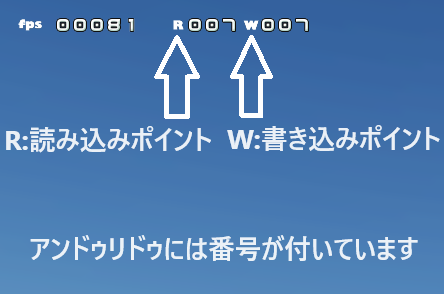 fps 00081 R007 W007
R:読み込みポイント W:書き込みポイント
アンドゥリドゥには番号が付いています